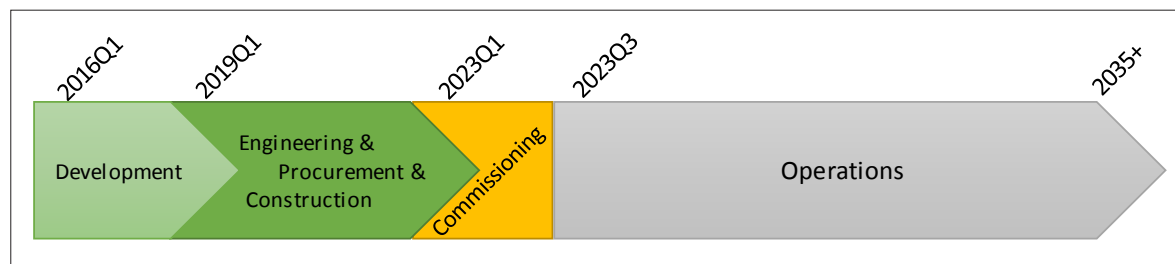 2016Q1
2019Q1
2023Q1
2023Q3
2035+
Development
Engineering &
Procurement &
Construction
Commissioning
Operations